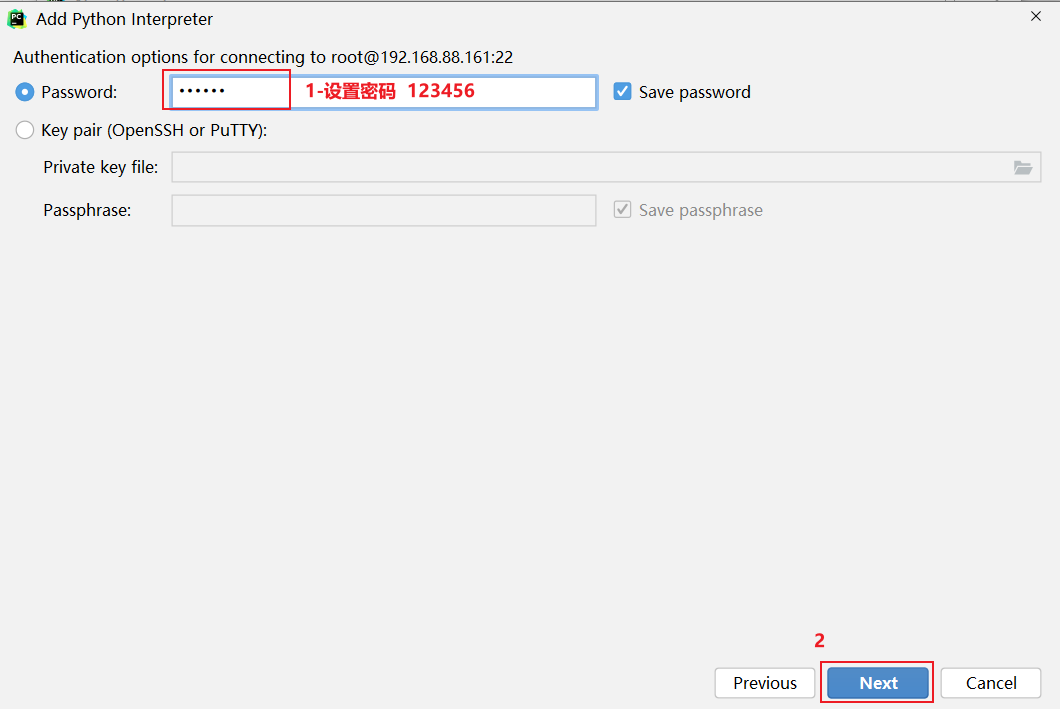 Add Python Interpreter
Authentication options for connecting to root@192.168.88.161:22
Password: •••••• 1-设置密码 123456 Save password
Key pair (OpenSSH or PuTTY):
Private key file:
Passphrase: Save passphrase
2
Previous Next Cancel